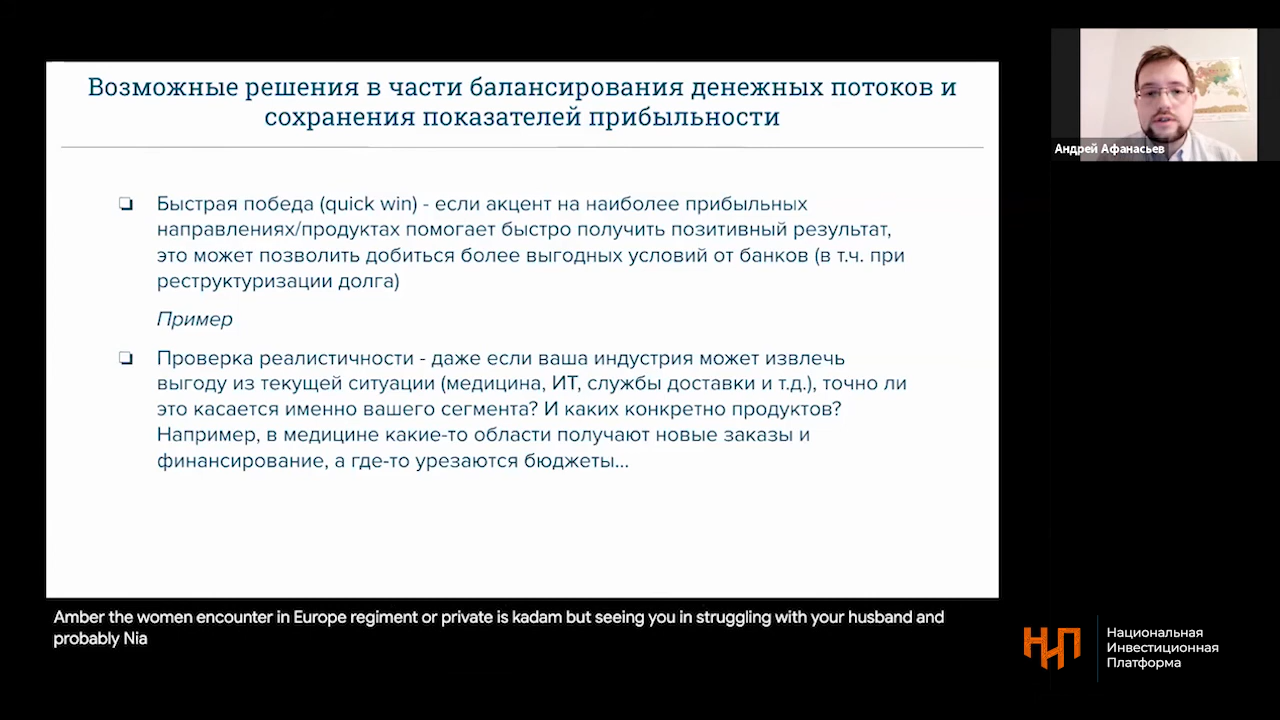 Возможные решения в части балансирования денежных потоков и
сохранения показателей прибыльности
Быстрая победа (quick win) - если акцент на наиболее прибыльных
направлениях/продуктах помогает быстро получить позитивный результат,
это может позволить добиться более выгодных условий от банков (в т.ч. при
реструктуризации долга)
Пример
Проверка реалистичности - даже если ваша индустрия может извлечь
выгоду из текущей ситуации (медицина, ИТ, службы доставки и т.д.), точно ли
это касается именно вашего сегмента? И каких конкретно продуктов?
Например, в медицине какие-то области получают новые заказы и
финансирование, а где-то урезаются бюджеты...
Андрей Афанасьев
Amber the women encounter in Europe regiment or private is kadam but seeing you in struggling with your husband and
probably Nia
НИП
Национальная
Инвестиционная
Платформа